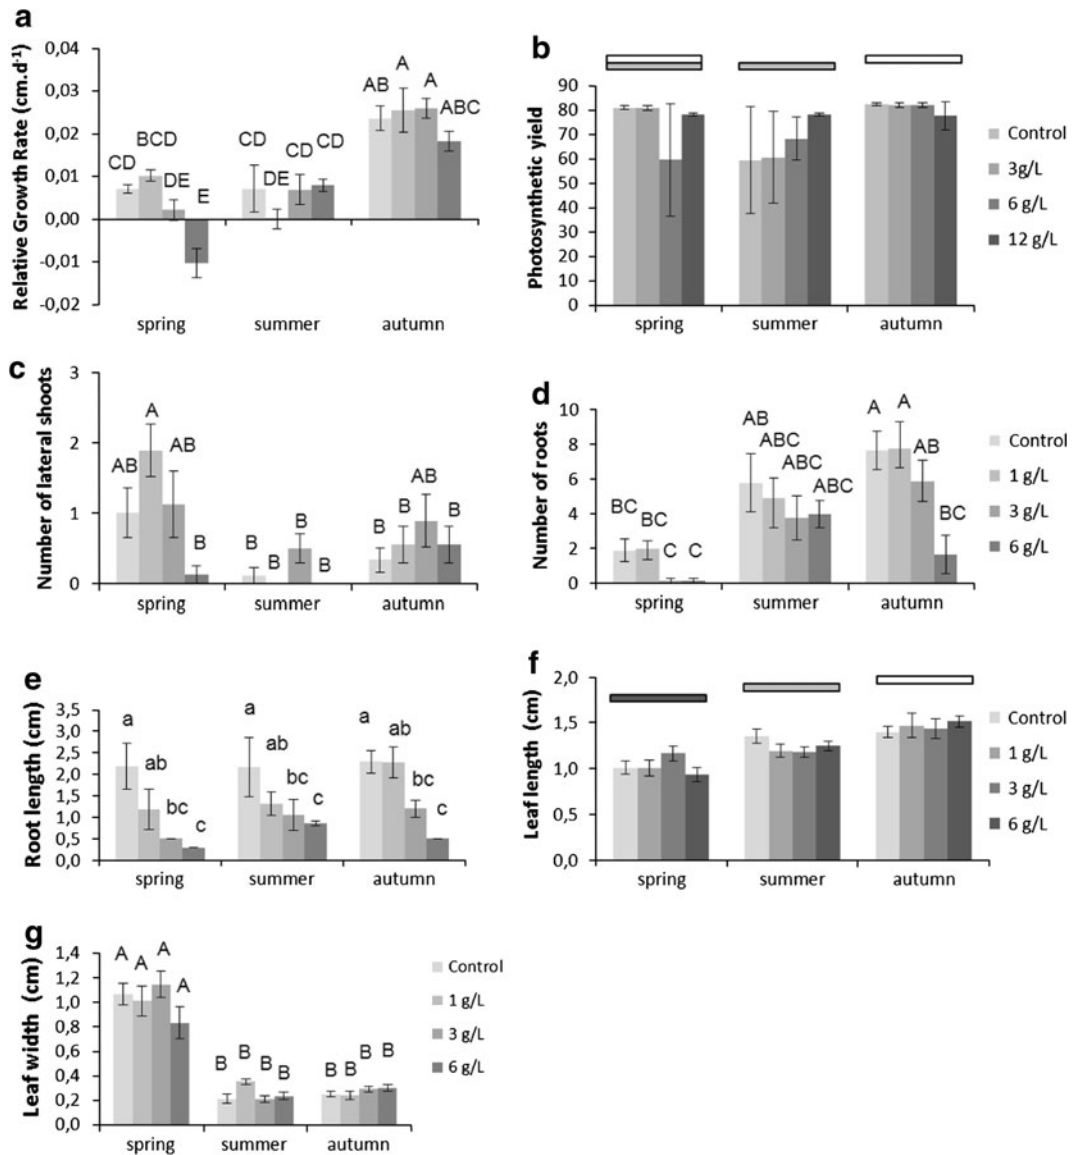 a
Relative Growth Rate (cm.d⁻¹)
0,04
0,03
0,02
0,01
0,00
-0,01
-0,02
CD
BCD
DE
E
CD
DE
CD
CD
AB
A
A
ABC
spring
summer
autumn
b
Photosynthetic yield
90
80
70
60
50
40
30
20
10
0
spring
summer
autumn
Control
3g/L
6 g/L
12 g/L
c
Number of lateral shoots
3
2
1
0
AB
A
AB
B
B
B
B
B
B
B
AB
B
spring
summer
autumn
d
Number of roots
10
8
6
4
2
0
BC
BC
C
C
AB
ABC
ABC
ABC
A
A
AB
BC
spring
summer
autumn
Control
1 g/L
3 g/L
6 g/L
e
Root length (cm)
3,5
3,0
2,5
2,0
1,5
1,0
0,5
0,0
a
ab
bc
c
a
ab
bc
c
a
ab
bc
c
spring
summer
autumn
f
Leaf length (cm)
2,0
1,5
1,0
0,5
0,0
spring
summer
autumn
Control
1 g/L
3 g/L
6 g/L
g
Leaf width (cm)
1,4
1,2
1,0
0,8
0,6
0,4
0,2
0,0
A
A
A
A
B
B
B
B
B
B
B
B
spring
summer
autumn
Control
1 g/L
3 g/L
6 g/L